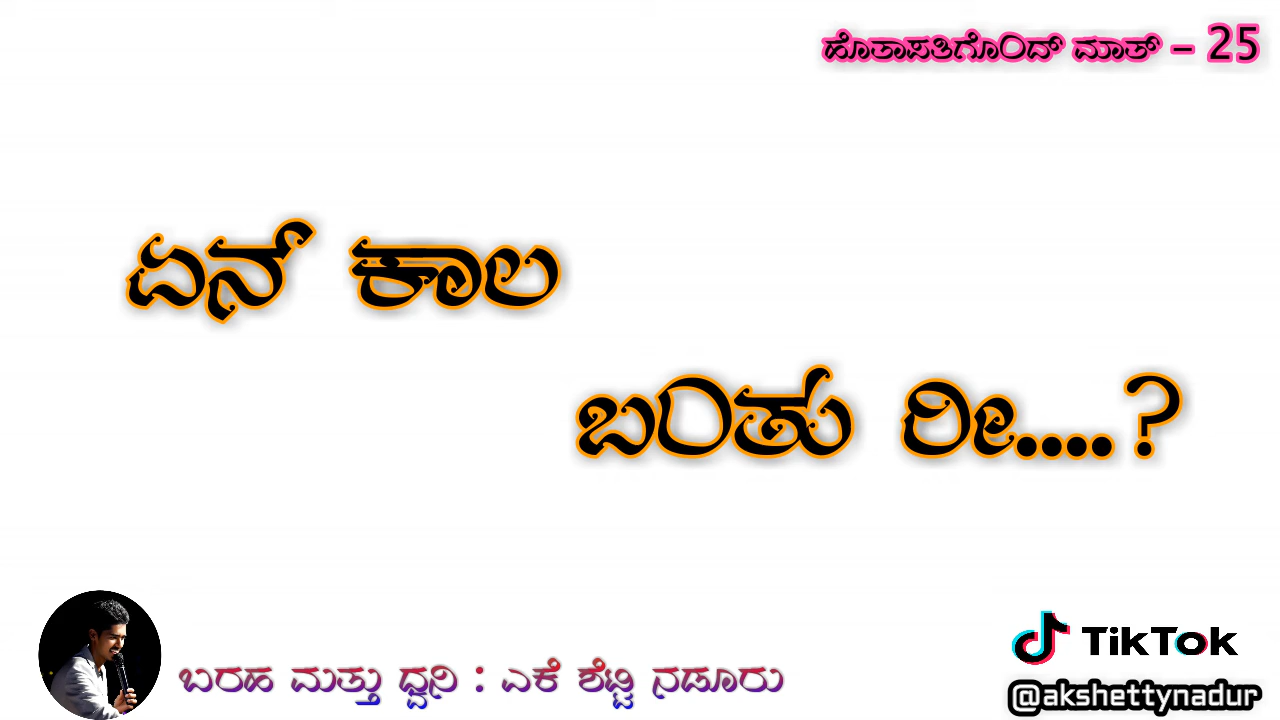 ಹೊತಾಪತಿಗೊಂದ್ ಮಾತ್ - 25
ಏನೆ ಕಾಲ
ಬಂತು ರೀ....?
ಬರಹ ಮತ್ತು ಧ್ವನಿ : ಎಕೆ ಶೆಟ್ಟಿ ನಡೂರು
TikTok
@akshettynadur